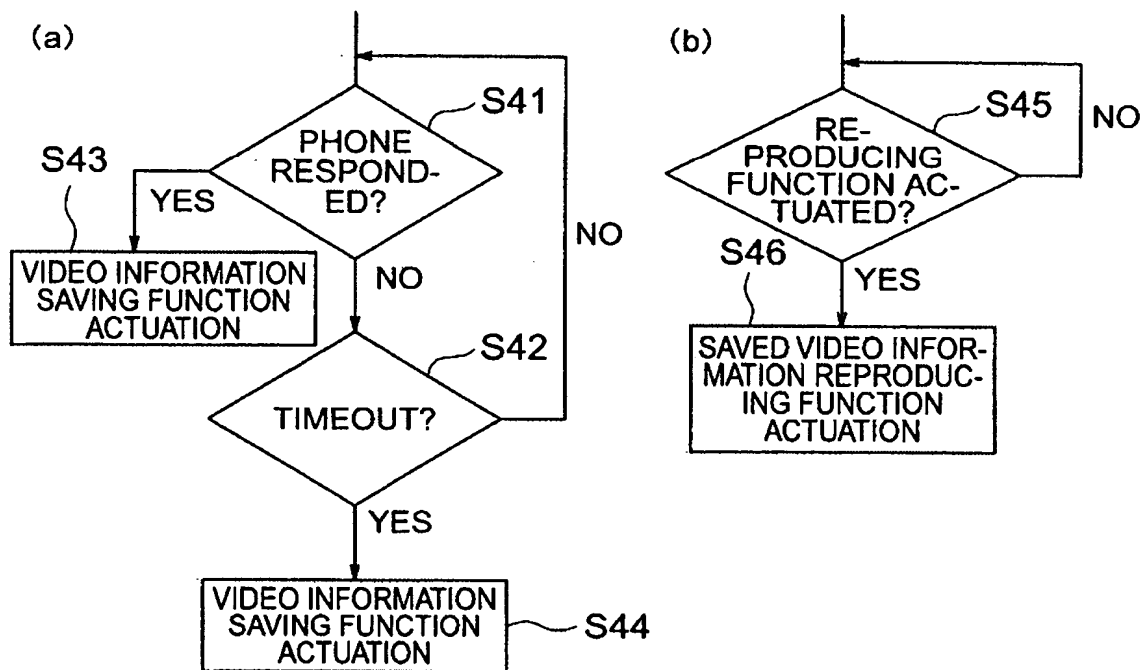 (a)
S41
PHONE
RESPOND-
ED?
S43
YES
NO
VIDEO INFORMATION
SAVING FUNCTION
ACTUATION
NO
S42
TIMEOUT?
YES
VIDEO INFORMATION
SAVING FUNCTION
ACTUATION
S44
(b)
S45
RE-
PRODUCING
FUNCTION AC-
TUATED?
NO
S46
YES
SAVED VIDEO INFOR-
MATION REPRODUC-
ING FUNCTION
ACTUATION